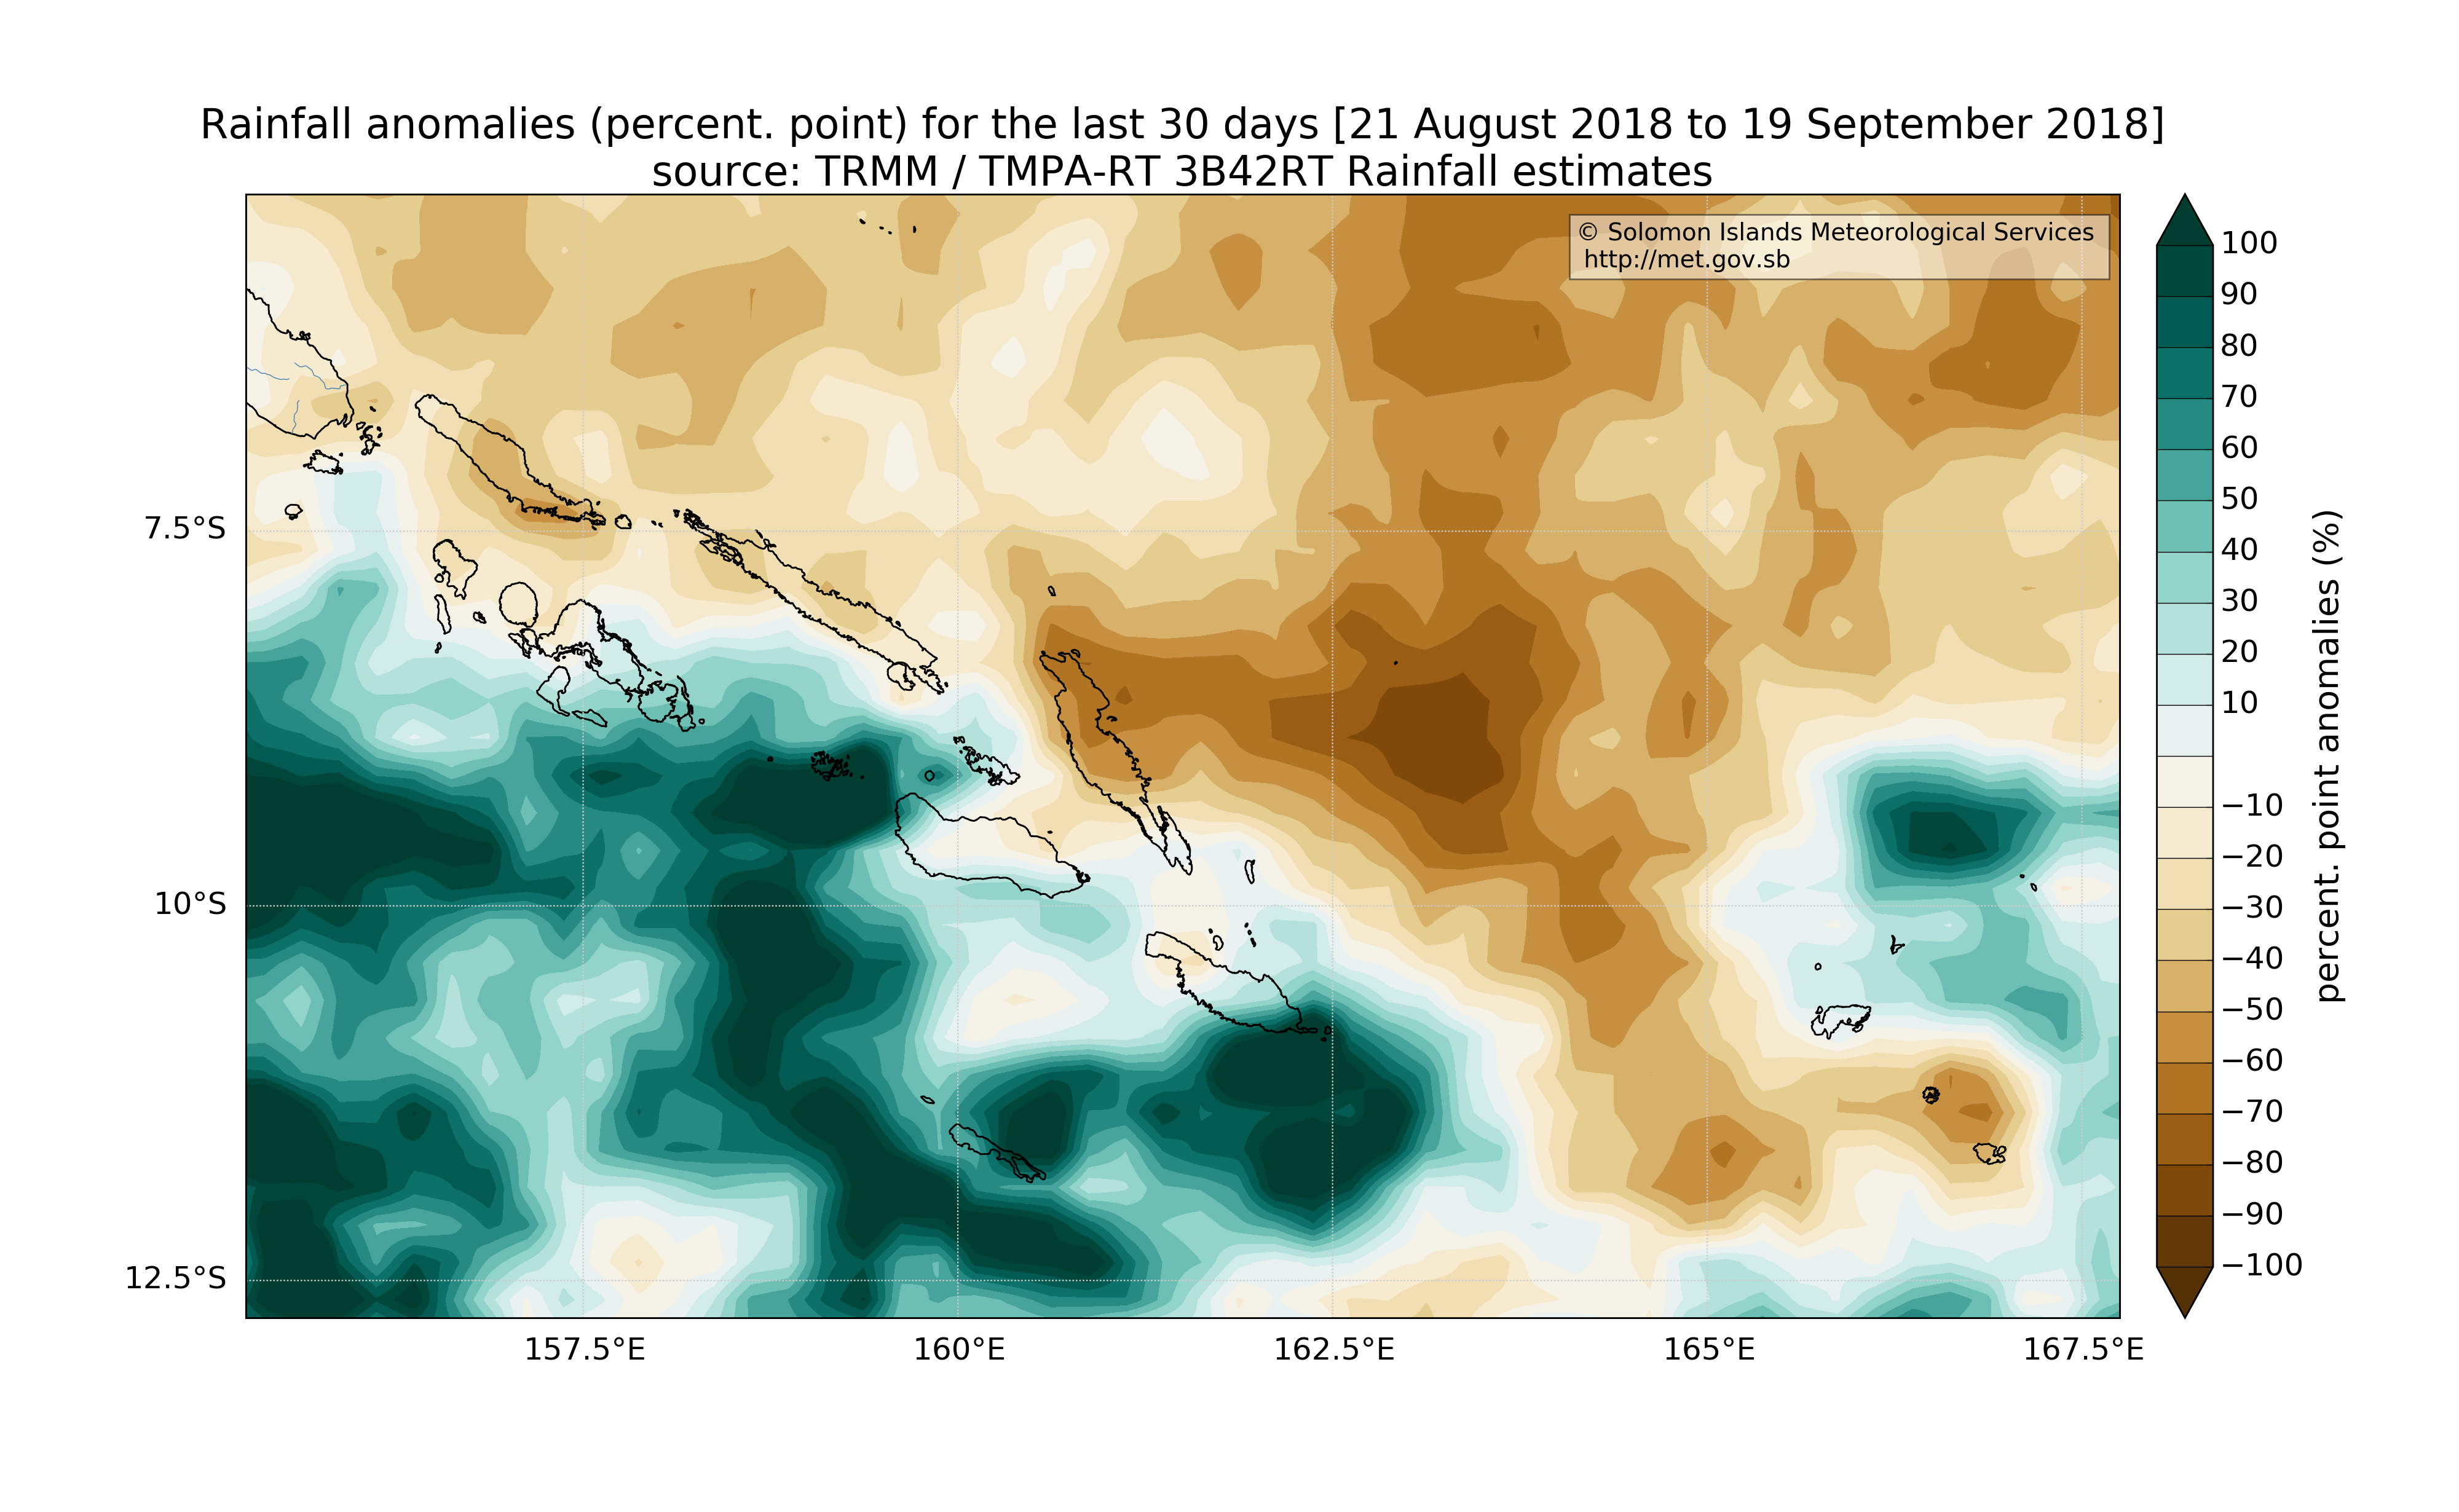 Rainfall anomalies (percent. point) for the last 30 days [21 August 2018 to 19 September 2018]
source: TRMM / TMPA-RT 3B42RT Rainfall estimates
© Solomon Islands Meteorological Services
http://met.gov.sb
7.5°S
10°S
12.5°S
157.5°E
160°E
162.5°E
165°E
167.5°E
100
90
80
70
60
50
40
30
20
10
−10
−20
−30
−40
−50
−60
−70
−80
−90
−100
percent. point anomalies (%)